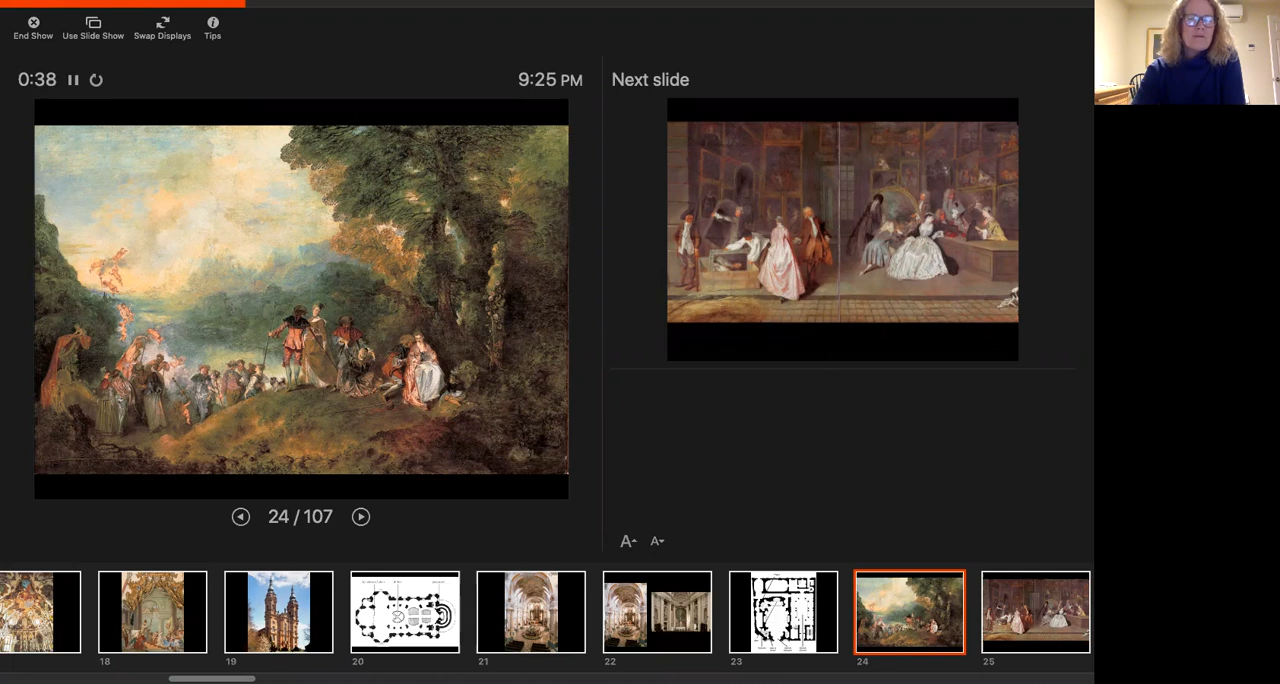 End Show Use Slide Show Swap Displays Tips
0:38 9:25 PM Next slide
24 / 107
A A
18 19 20 21 22 23 24 25